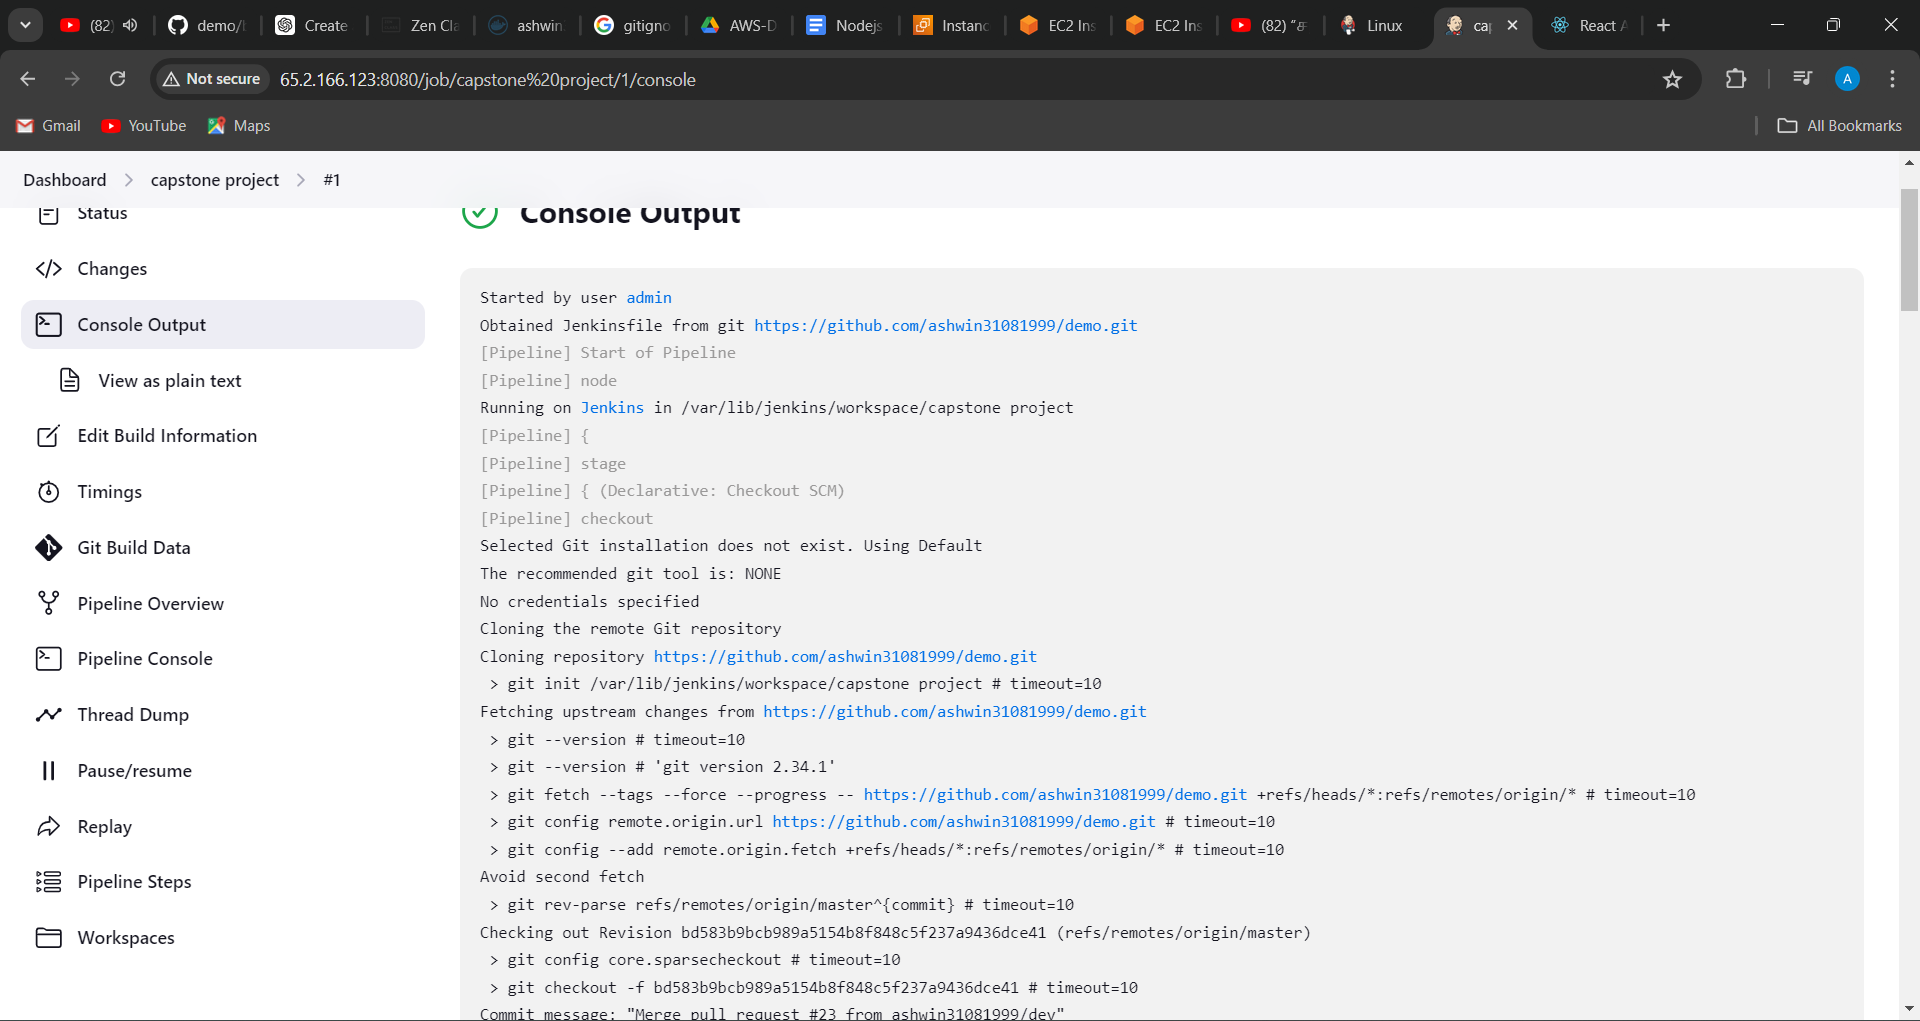 (82)
demo/
Create
Zen Cla
ashwin
gitigno
AWS-D
Nodejs
Instanc
EC2 Ins
EC2 Ins
(82) "
Linux
cap
React A
Not secure
65.2.166.123:8080/job/capstone%20project/1/console
A
Gmail
YouTube
Maps
All Bookmarks
Dashboard > capstone project > #1
Status
Changes
Console Output
View as plain text
Edit Build Information
Timings
Git Build Data
Pipeline Overview
Pipeline Console
Thread Dump
Pause/resume
Replay
Pipeline Steps
Workspaces
Console Output
Started by user admin
Obtained Jenkinsfile from git https://github.com/ashwin31081999/demo.git
[Pipeline] Start of Pipeline
[Pipeline] node
Running on Jenkins in /var/lib/jenkins/workspace/capstone project
[Pipeline] {
[Pipeline] stage
[Pipeline] { (Declarative: Checkout SCM)
[Pipeline] checkout
Selected Git installation does not exist. Using Default
The recommended git tool is: NONE
No credentials specified
Cloning the remote Git repository
Cloning repository https://github.com/ashwin31081999/demo.git
> git init /var/lib/jenkins/workspace/capstone project # timeout=10
Fetching upstream changes from https://github.com/ashwin31081999/demo.git
> git --version # timeout=10
> git --version # 'git version 2.34.1'
> git fetch --tags --force --progress -- https://github.com/ashwin31081999/demo.git +refs/heads/*:refs/remotes/origin/* # timeout=10
> git config remote.origin.url https://github.com/ashwin31081999/demo.git # timeout=10
> git config --add remote.origin.fetch +refs/heads/*:refs/remotes/origin/* # timeout=10
Avoid second fetch
> git rev-parse refs/remotes/origin/master^{commit} # timeout=10
Checking out Revision bd583b9bcb989a5154b8f848c5f237a9436dce41 (refs/remotes/origin/master)
> git config core.sparsecheckout # timeout=10
> git checkout -f bd583b9bcb989a5154b8f848c5f237a9436dce41 # timeout=10
Commit message: "Merge pull request #23 from ashwin31081999/dev"